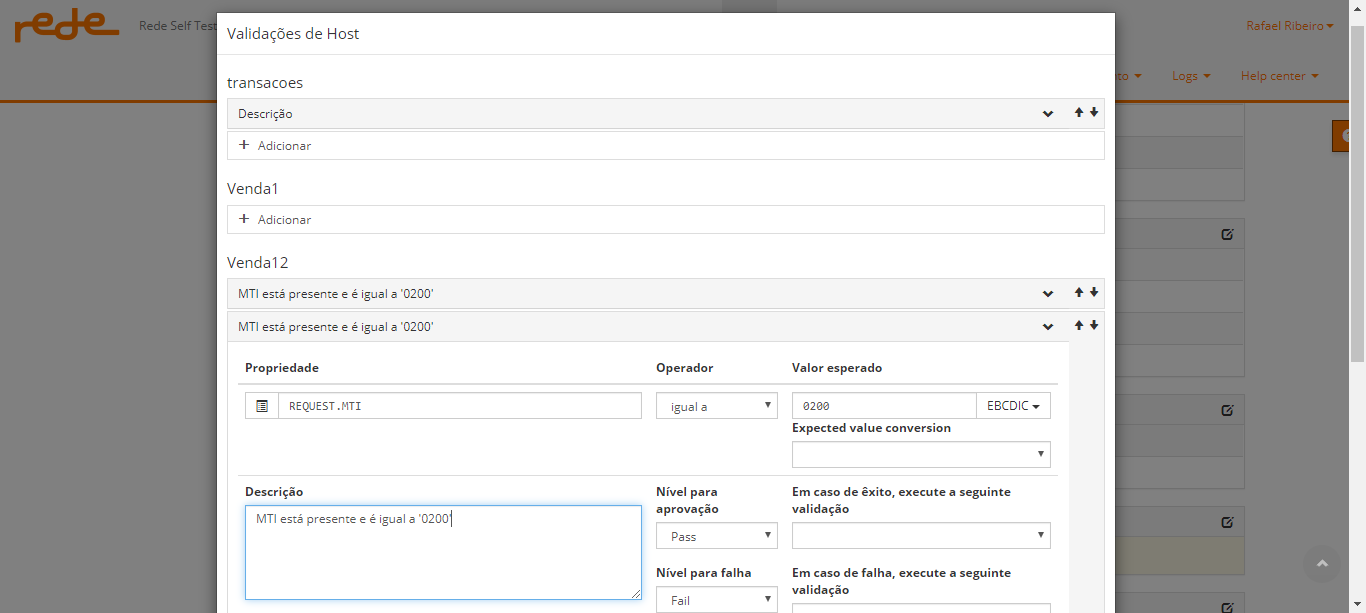 rede
Rede Self Test
Rafael Ribeiro
Logs
Help center
Validações de Host
transacoes
Descrição
Adicionar
Venda1
Adicionar
Venda12
MTI está presente e é igual a '0200'
MTI está presente e é igual a '0200'
Propriedade Operador Valor esperado
REQUEST.MTI igual a 0200 EBCDIC
Expected value conversion
Descrição
MTI está presente e é igual a '0200'
Nível para
aprovação
Pass
Em caso de êxito, execute a seguinte
validação
Nível para falha
Fail
Em caso de falha, execute a seguinte
validação